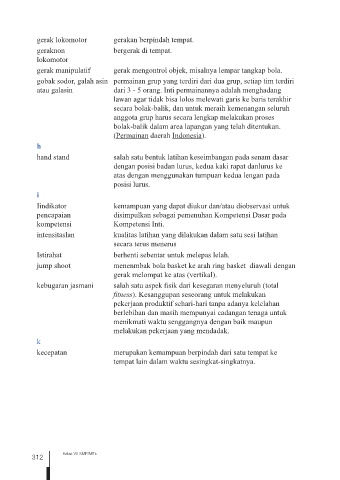 gerak lokomotor gerakan berpindah tempat.
geraknon bergerak di tempat.
lokomotor
gerak manipulatif gerak mengontrol objek, misalnya lempar tangkap bola.
gobak sodor, galah asin permainan grup yang terdiri dari dua grup, setiap tim terdiri
atau galasin dari 3 - 5 orang. Inti permainannya adalah menghadang
lawan agar tidak bisa lolos melewati garis ke baris terakhir
secara bolak-balik, dan untuk meraih kemenangan seluruh
anggota grup harus secara lengkap melakukan proses
bolak-balik dalam area lapangan yang telah ditentukan.
(Permainan daerah Indonesia).
h
hand stand salah satu bentuk latihan keseimbangan pada senam dasar
dengan posisi badan lurus, kedua kaki rapat danlurus ke
atas dengan menggunakan tumpuan kedua lengan pada
posisi lurus.
i
Iindikator kemampuan yang dapat diukur dan/atau diobservasi untuk
pencapaian disimpulkan sebagai pemenuhan Kompetensi Dasar pada
kompetensi Kompetensi Inti.
intensitaslan kualitas latihan yang dilakukan dalam satu sesi latihan
secara terus menerus
Istirahat berhenti sebentar untuk melepas lelah.
jump shoot menembak bola basket ke arah ring basket diawali dengan
gerak melompat ke atas (vertikal).
kebugaran jasmani salah satu aspek fisik dari kesegaran menyeluruh (total
fitness). Kesanggupan seseorang untuk melakukan
pekerjaan produktif sehari-hari tanpa adanya kelelahan
berlebihan dan masih mempunyai cadangan tenaga untuk
menikmati waktu senggangnya dengan baik maupun
melakukan pekerjaan yang mendadak.
k
kecepatan merupakan kemampuan berpindah dari satu tempat ke
tempat lain dalam waktu sesingkat-singkatnya.
312 Kelas VII SMP/MTs